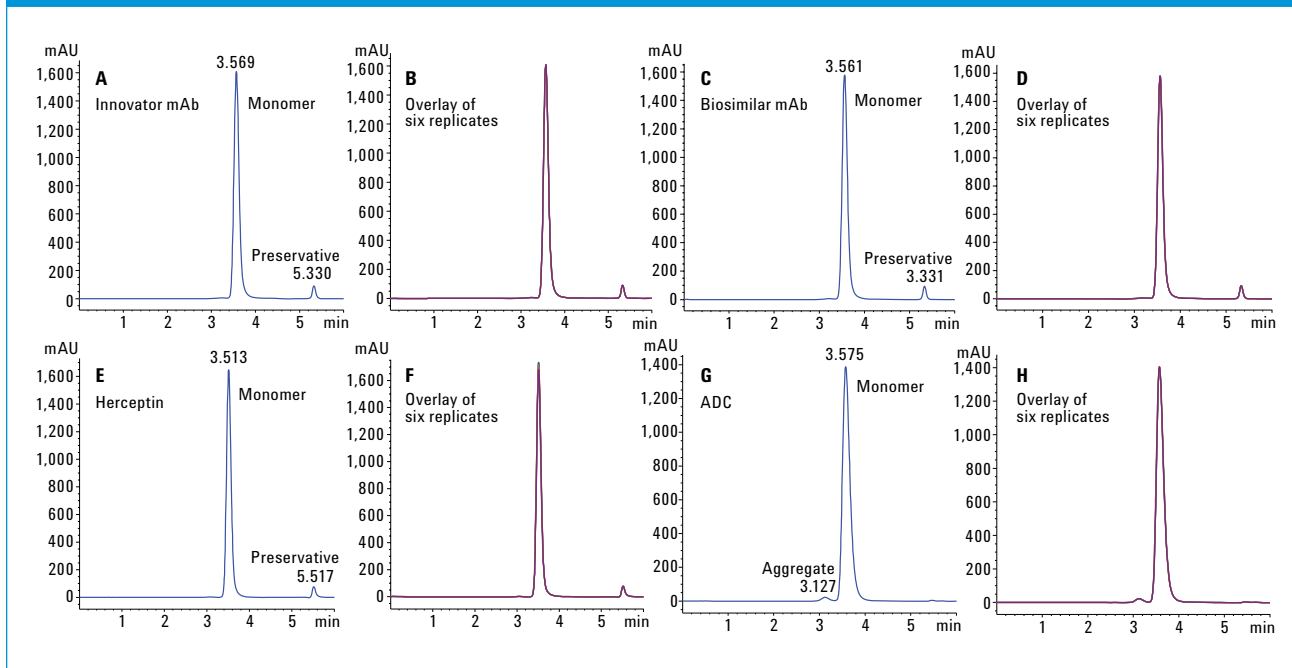 mAU
3.569
A
Innovator mAb
Monomer
Preservative
5.330
1,600
1,400
1,200
1,000
800
600
400
200
0
1 2 3 4 5 min
mAU
B
Overlay of
six replicates
1,600
1,400
1,200
1,000
800
600
400
200
0
1 2 3 4 5 min
mAU
3.561
C
Biosimilar mAb
Monomer
Preservative
3.331
1,600
1,400
1,200
1,000
800
600
400
200
0
1 2 3 4 5 min
mAU
D
Overlay of
six replicates
1,600
1,400
1,200
1,000
800
600
400
200
0
1 2 3 4 5 min
mAU
3.513
E
Herceptin
Monomer
Preservative
5.517
1,600
1,400
1,200
1,000
800
600
400
200
0
1 2 3 4 5 min
mAU
F
Overlay of
six replicates
1,600
1,400
1,200
1,000
800
600
400
200
0
1 2 3 4 5 min
mAU
3.575
G
ADC
Monomer
Aggregate
3.127
1,400
1,200
1,000
800
600
400
200
0
1 2 3 4 5 min
mAU
H
Overlay of
six replicates
1,400
1,200
1,000
800
600
400
200
0
1 2 3 4 5 min